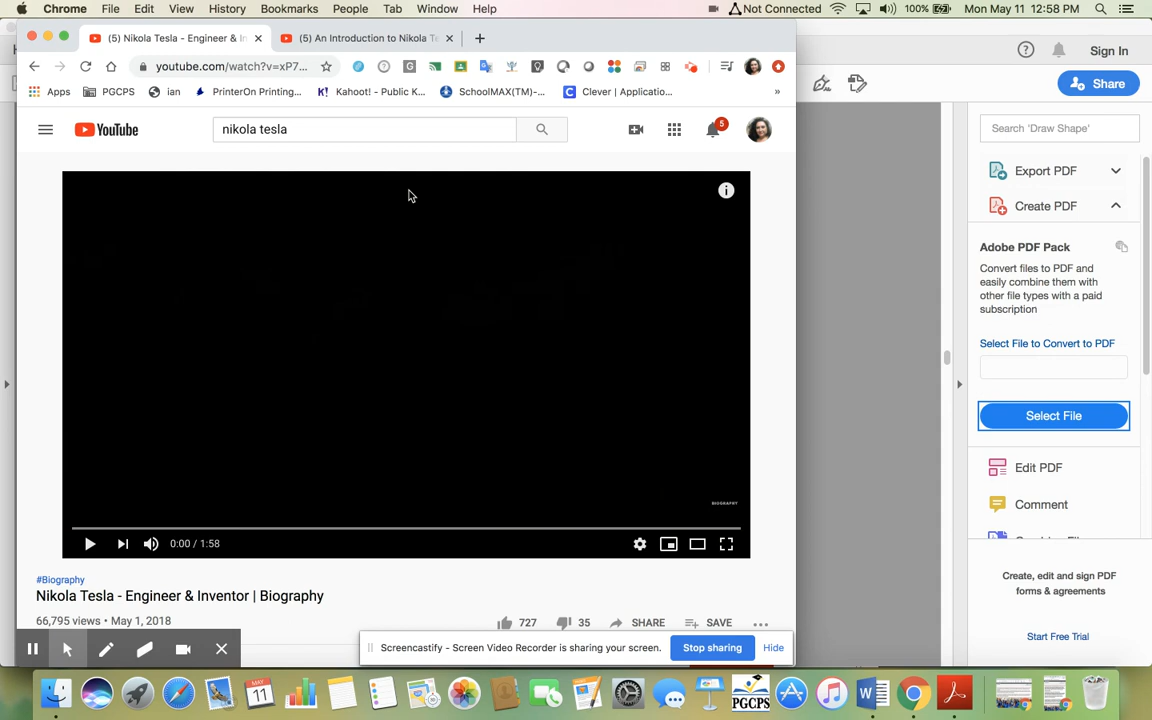 Chrome File Edit View History Bookmarks People Tab Window Help Not Connected 100% Mon May 11 12:58 PM
(5) Nikola Tesla - Engineer & In
(5) An Introduction to Nikola Te
Sign In
youtube.com/watch?v=xP7...
Share
Apps PGCPS ian PrinterOn Printing... Kahoot! - Public K... SchoolMAX(TM)-... Clever | Applicatio... »
YouTube
nikola tesla
5
Search 'Draw Shape'
Export PDF
Create PDF
Adobe PDF Pack
Convert files to PDF and
easily combine them with
other file types with a paid
subscription
Select File to Convert to PDF
Select File
Edit PDF
Comment
BIOGRAPHY
0:00 / 1:58
#Biography
Nikola Tesla - Engineer & Inventor | Biography
66,795 views • May 1, 2018
727 35 SHARE SAVE
Create, edit and sign PDF
forms & agreements
Start Free Trial
Screencastify - Screen Video Recorder is sharing your screen. Stop sharing Hide
MAY
11
PGCPS